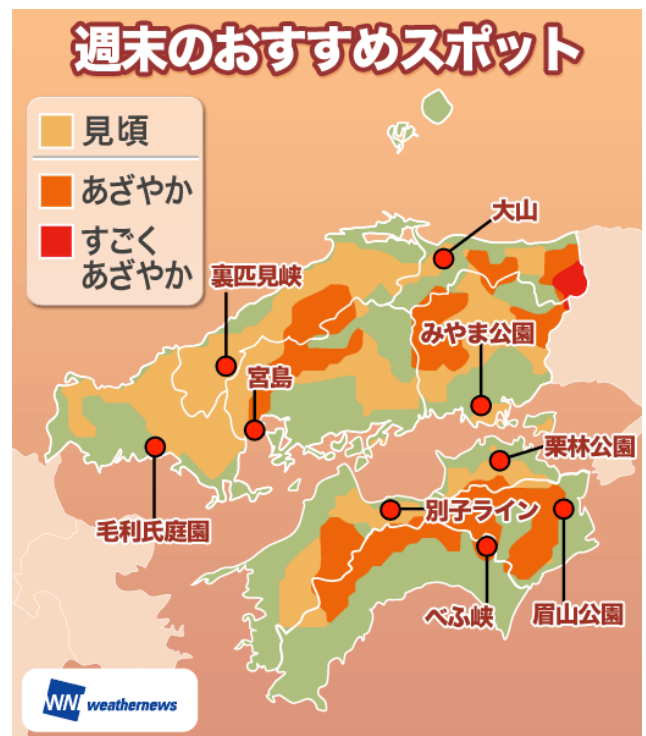 週末のおすすめスポット
見頃
あざやか
すごく
あざやか
大山
裏匹見峡
みやま公園
宮島
栗林公園
別子ライン
毛利氏庭園
べふ峡
眉山公園
WNI weathernews